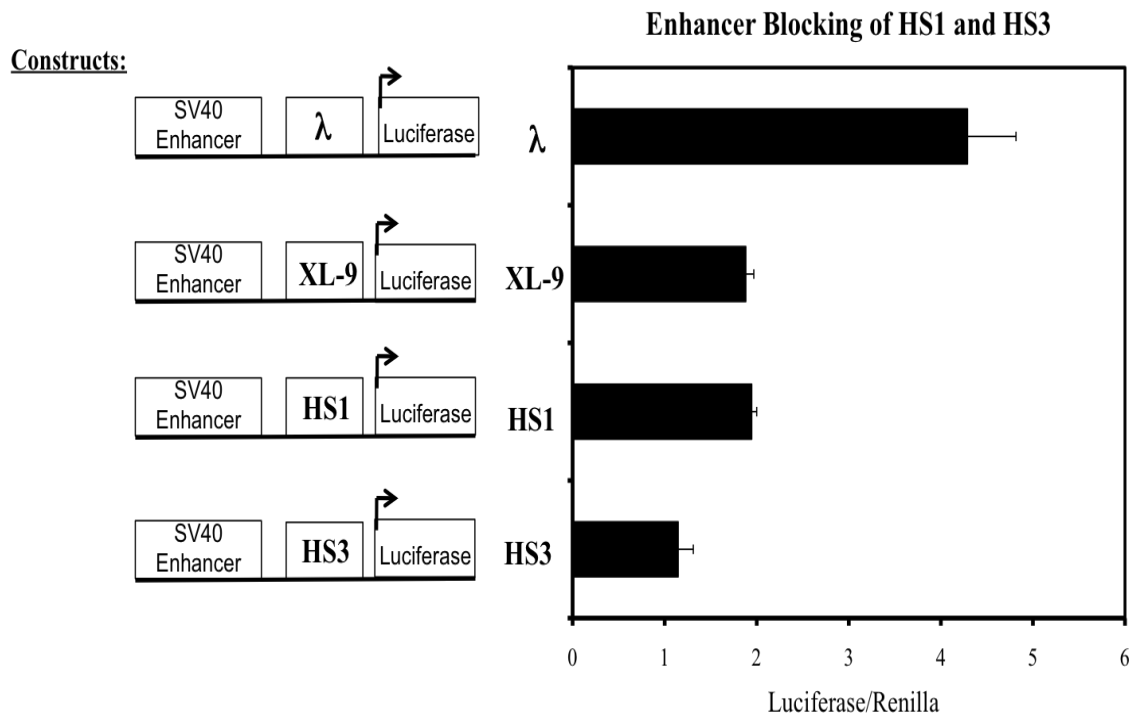 Enhancer Blocking of HS1 and HS3
Constructs:
SV40
Enhancer
λ
Luciferase
λ
SV40
Enhancer
XL-9
Luciferase
XL-9
SV40
Enhancer
HS1
Luciferase
HS1
SV40
Enhancer
HS3
Luciferase
HS3
0 1 2 3 4 5 6
Luciferase/Renilla